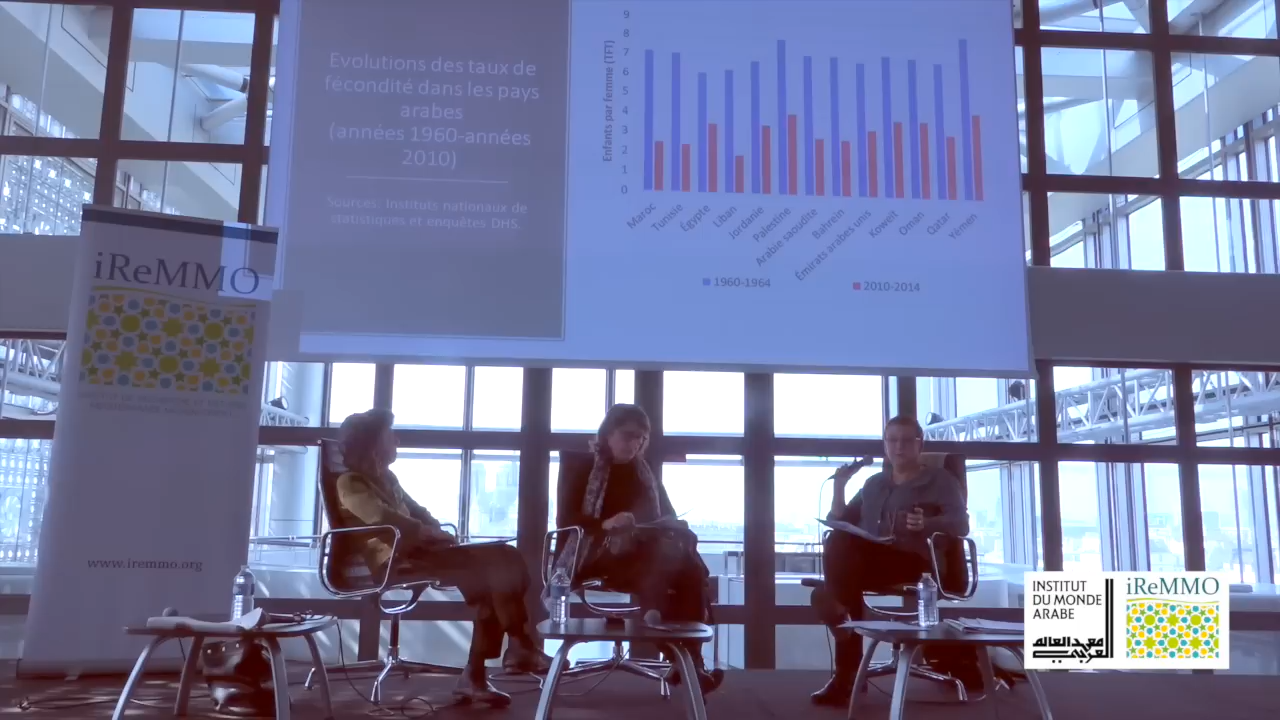 Evolutions des taux de
fécondité dans les pays
arabes
(années 1960-années
2010)
Sources: Instituts nationaux de
statistiques et enquêtes DHS.
Enfants par femme (TFT)
9
8
7
6
5
4
3
2
1
0
Maroc
Tunisie
Égypte
Liban
Jordanie
Palestine
Arabie saoudite
Bahrein
Émirats arabes unis
Koweit
Oman
Qatar
Yémen
1960-1964
2010-2014
iReMMO
www.iremmo.org
INSTITUT
DU MONDE
ARABE
معهد العالم
العربي
iReMMO